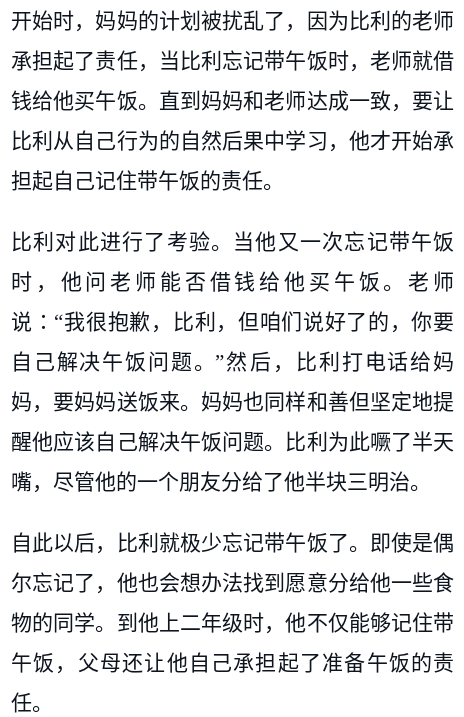 开始时，妈妈的计划被扰乱了，因为比利的老师
承担起了责任，当比利忘记带午饭时，老师就借
钱给他买午饭。直到妈妈和老师达成一致，要让
比利从自己行为的自然后果中学习，他才开始承
担起自己记住带午饭的责任。
比利对此进行了考验。当他又一次忘记带午饭
时，他问老师能否借钱给他买午饭。老师
说：“我很抱歉，比利，但咱们说好了的，你要
自己解决午饭问题。”然后，比利打电话给妈
妈，要妈妈送饭来。妈妈也同样和善但坚定地提
醒他应该自己解决午饭问题。比利为此噘了半天
嘴，尽管他的一个朋友分给了他半块三明治。
自此以后，比利就极少忘记带午饭了。即使是偶
尔忘记了，他也会想办法找到愿意分给他一些食
物的同学。到他上二年级时，他不仅能够记住带
午饭，父母还让他自己承担起了准备午饭的责
任。